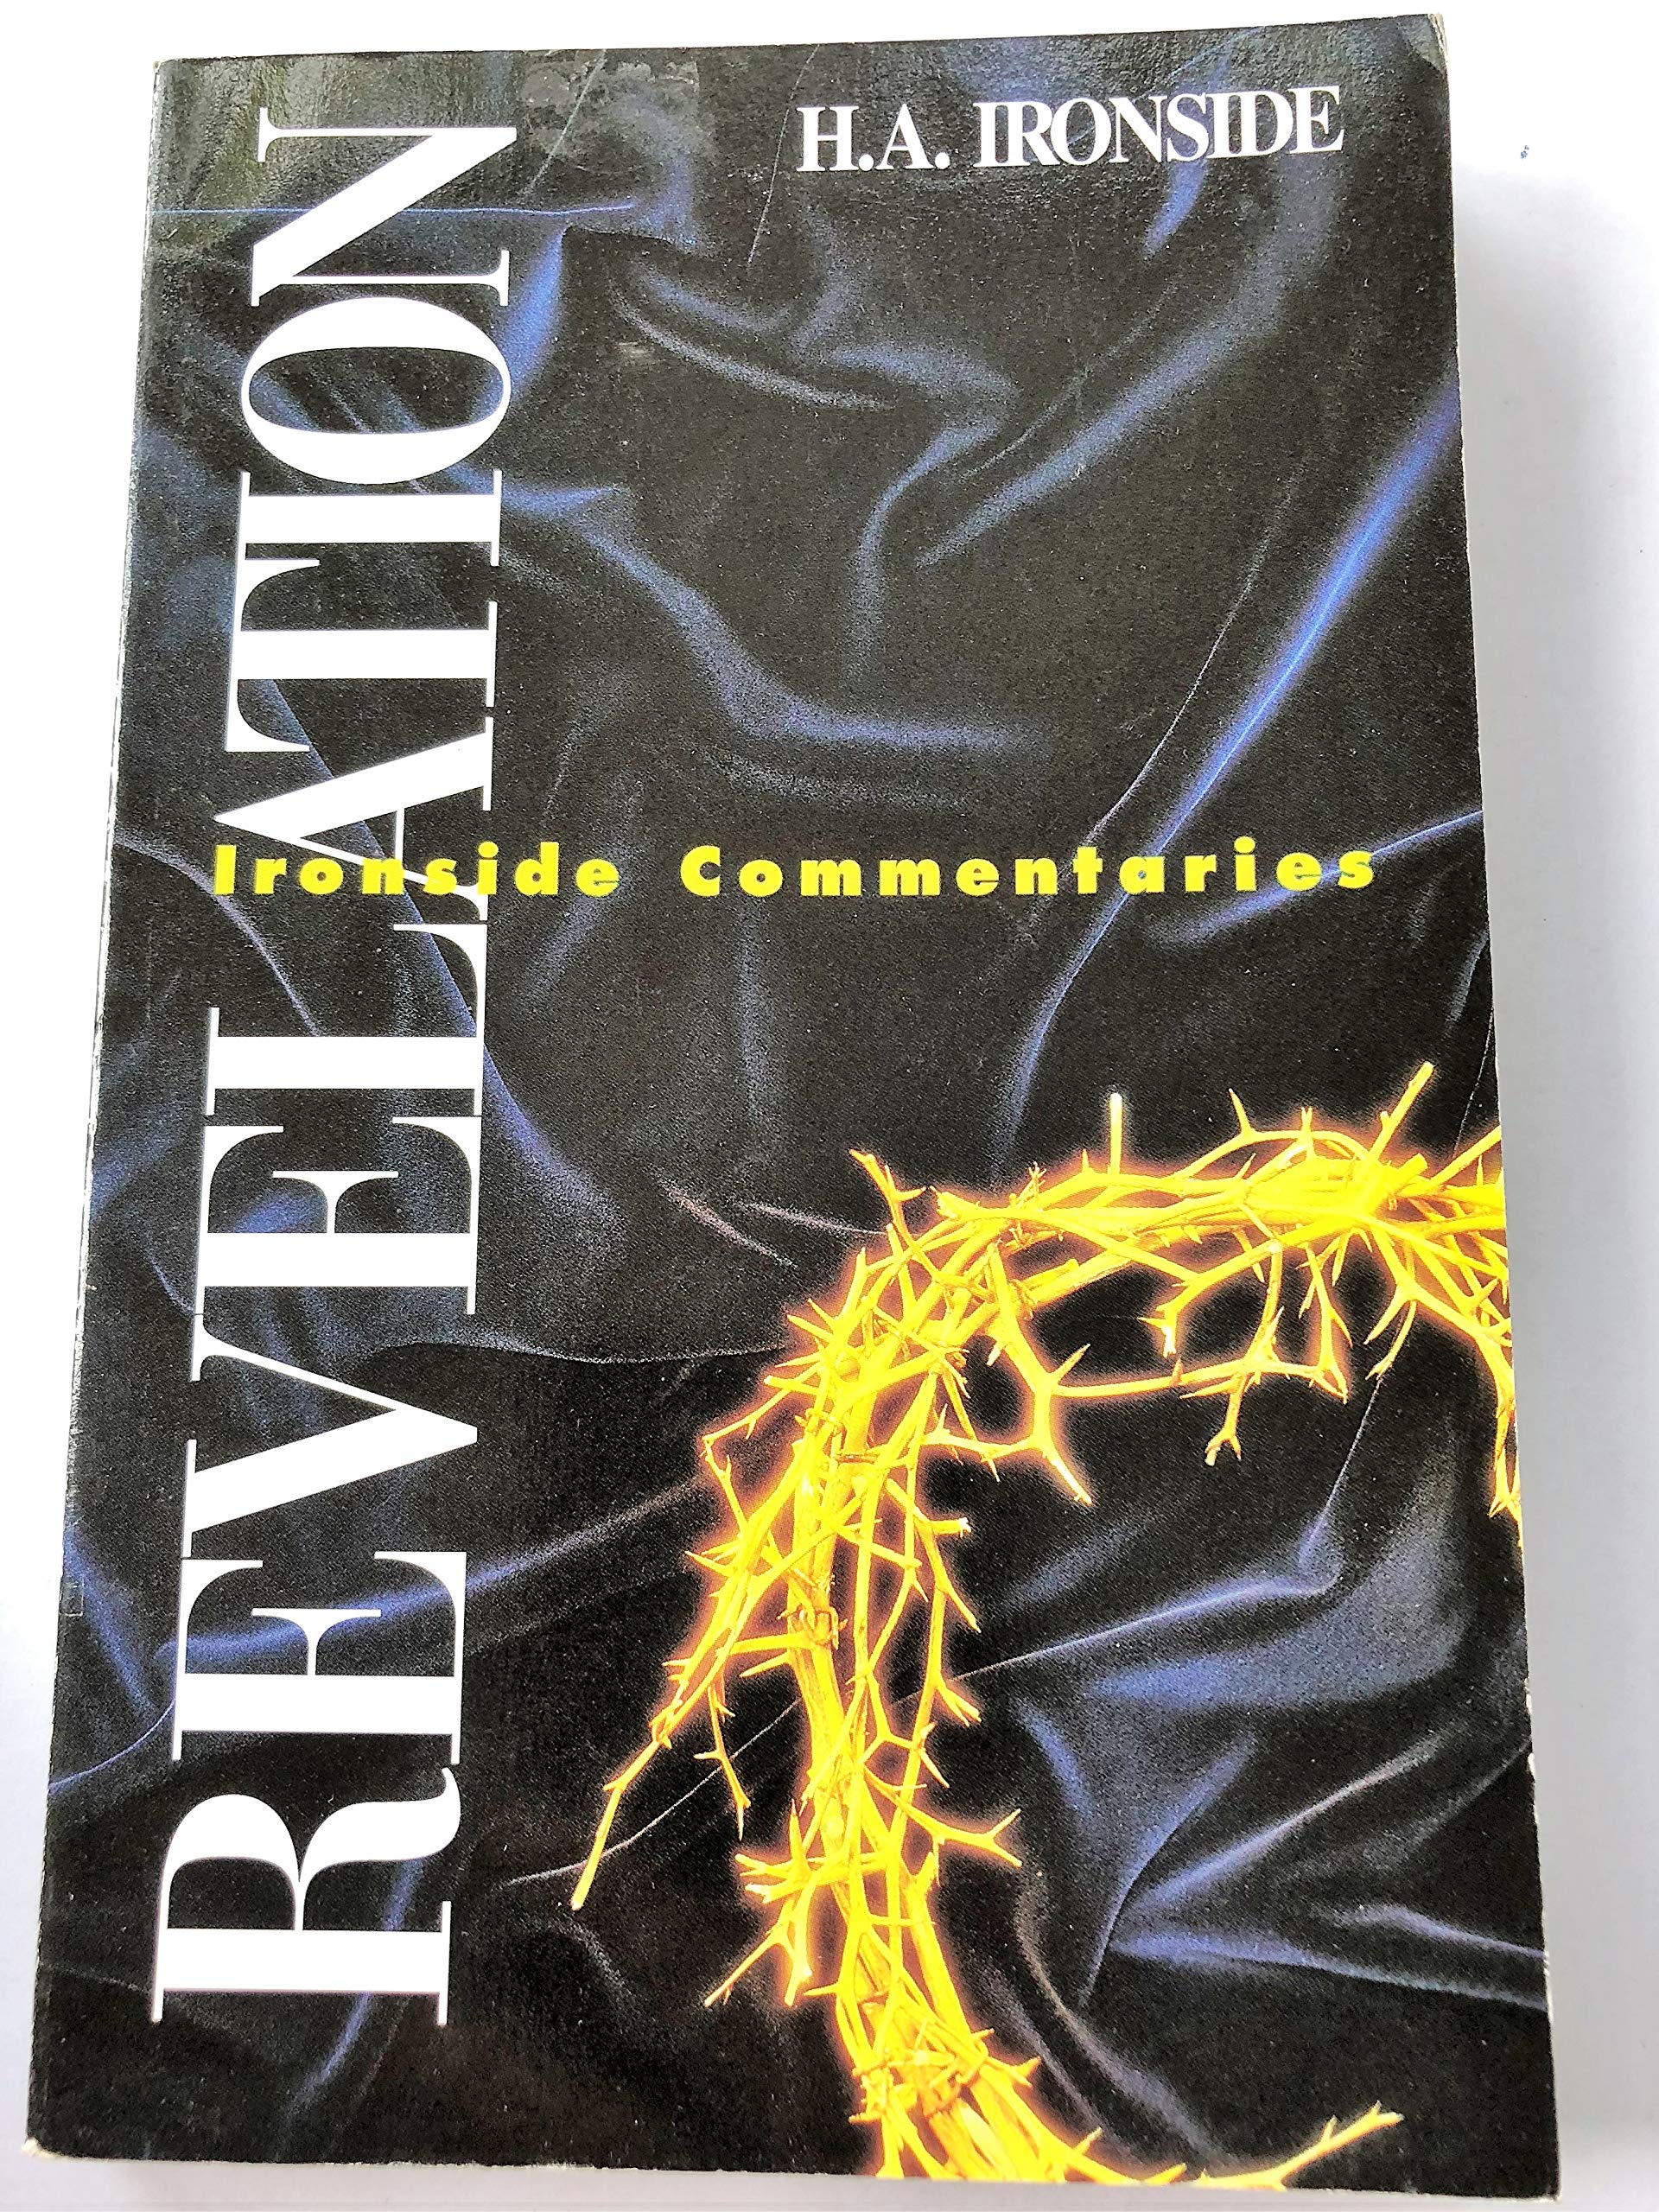 H.A. IRONSIDE
REVELATION
Ironside Commentaries